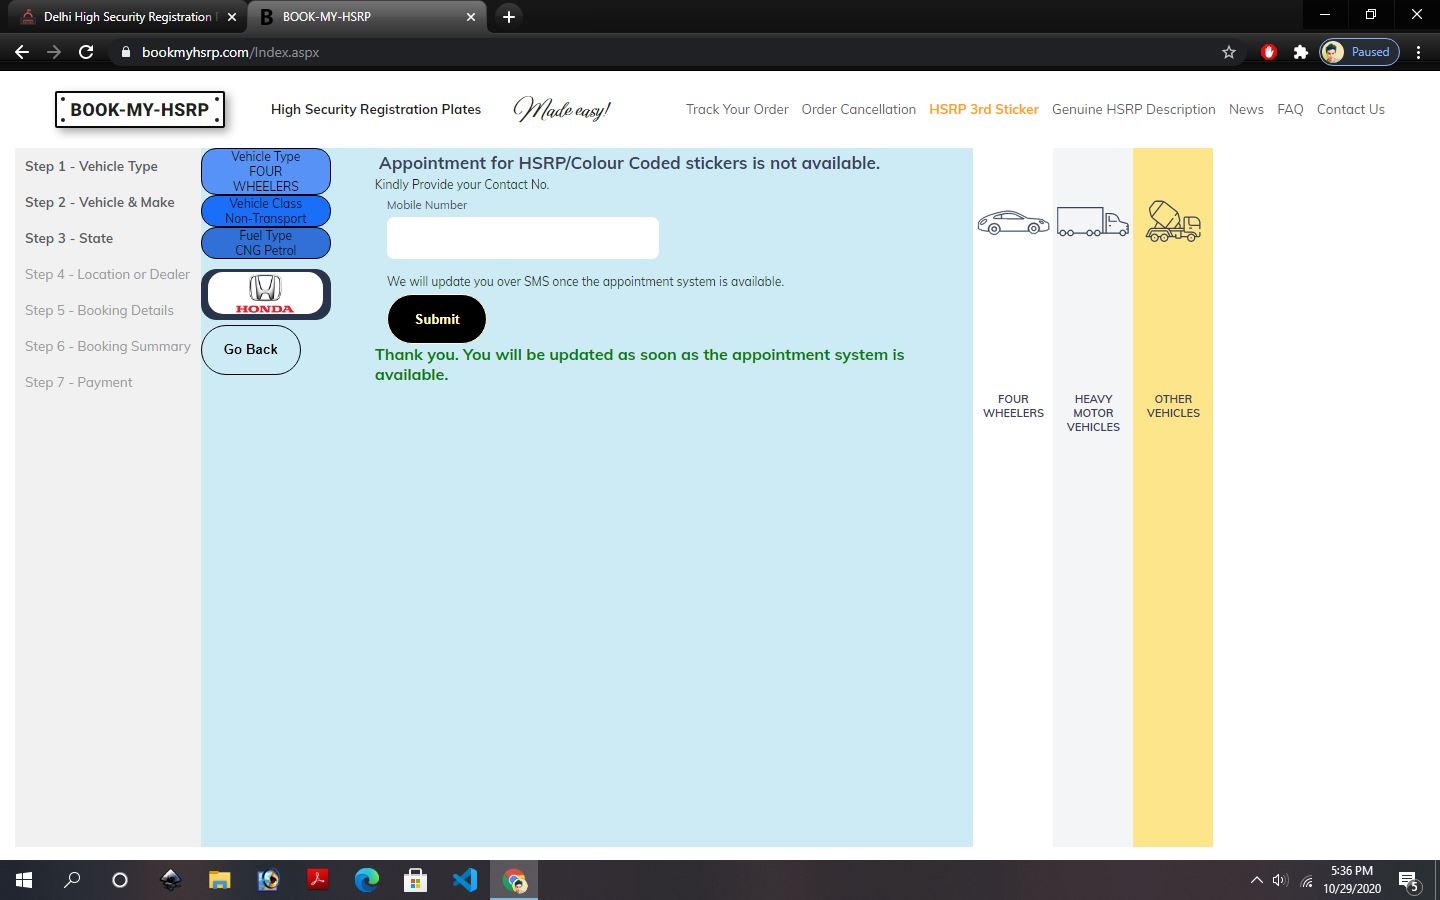 Delhi High Security Registration
BOOK-MY-HSRP
bookmyhsrp.com/Index.aspx
Paused
BOOK-MY-HSRP
High Security Registration Plates
Made easy!
Track Your Order
Order Cancellation
HSRP 3rd Sticker
Genuine HSRP Description
News
FAQ
Contact Us
Step 1 - Vehicle Type
Step 2 - Vehicle & Make
Step 3 - State
Step 4 - Location or Dealer
Step 5 - Booking Details
Step 6 - Booking Summary
Step 7 - Payment
Vehicle Type
FOUR
WHEELERS
Vehicle Class
Non-Transport
Fuel Type
CNG Petrol
HONDA
Go Back
Appointment for HSRP/Colour Coded stickers is not available.
Kindly Provide your Contact No.
Mobile Number
We will update you over SMS once the appointment system is available.
Submit
Thank you. You will be updated as soon as the appointment system is
available.
FOUR
WHEELERS
HEAVY
MOTOR
VEHICLES
OTHER
VEHICLES
5:36 PM
10/29/2020
5